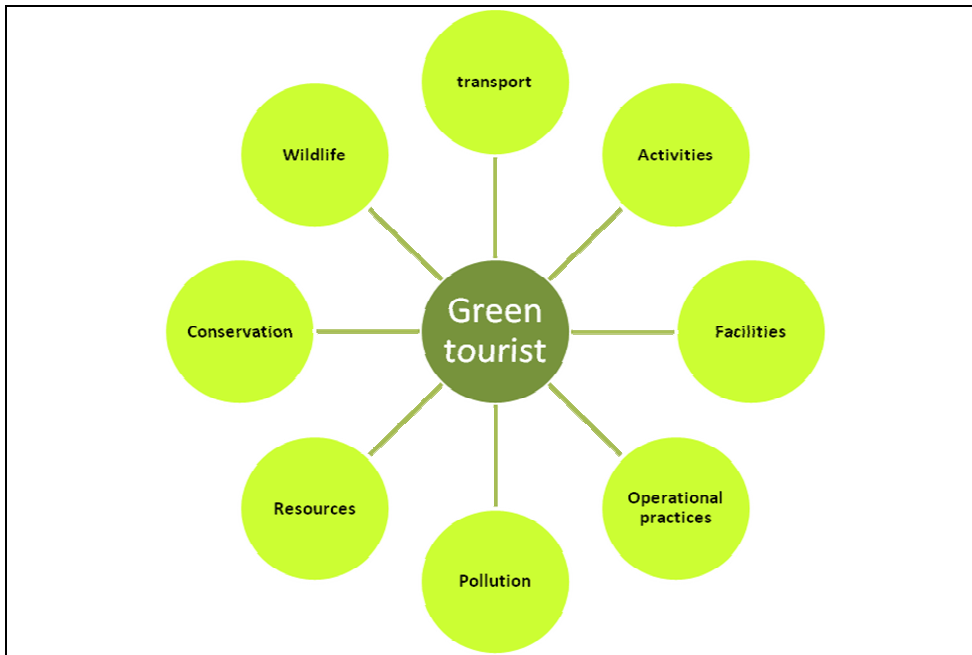 transport
Wildlife
Activities
Green
tourist
Conservation
Facilities
Resources
Operational
practices
Pollution